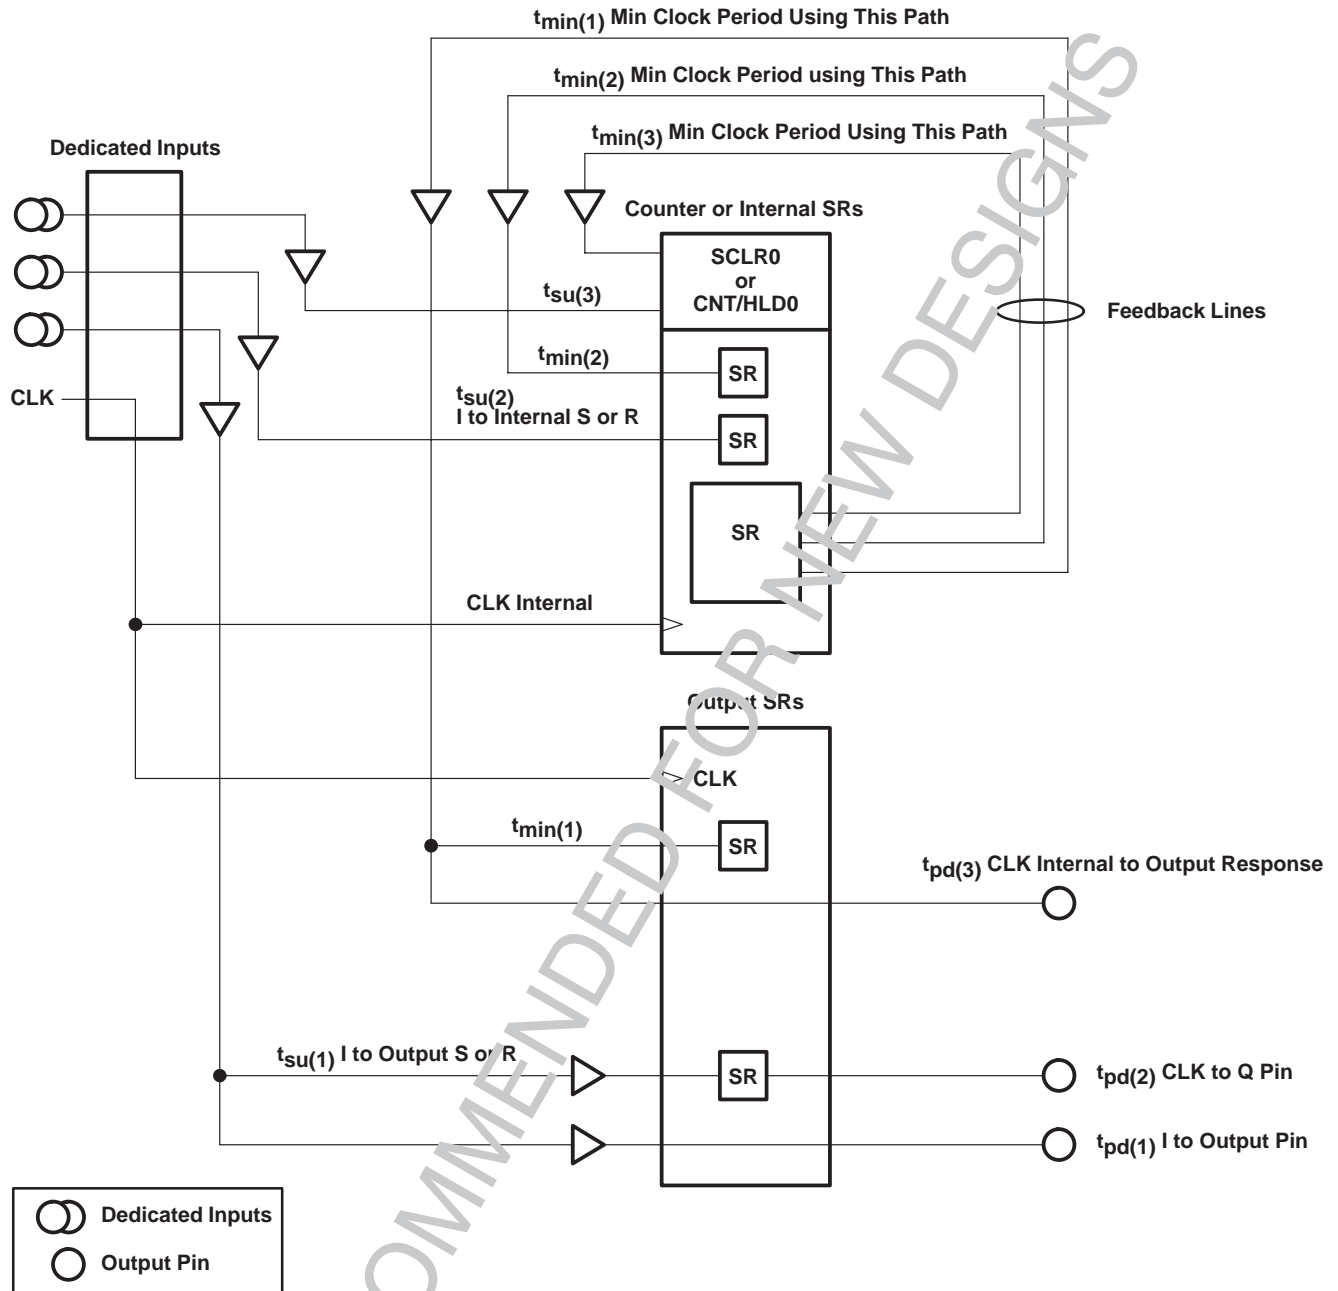 tmin(1) Min Clock Period Using This Path
tmin(2) Min Clock Period using This Path
tmin(3) Min Clock Period Using This Path
Dedicated Inputs
Counter or Internal SRs
SCLR0
or
CNT/HLD0
tsu(3)
Feedback Lines
tmin(2)
SR
CLK
tsu(2)
I to Internal S or R
SR
SR
CLK Internal
Output SRs
CLK
tmin(1)
SR
tpd(3) CLK Internal to Output Response
tsu(1) I to Output S or R
SR
tpd(2) CLK to Q Pin
tpd(1) I to Output Pin
Dedicated Inputs
Output Pin
OMMENDED FOR NEW DESIGNS